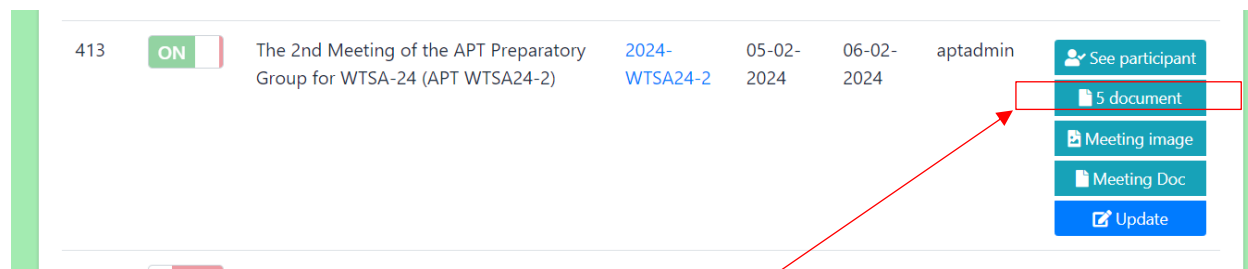 413 ON The 2nd Meeting of the APT Preparatory 2024- 05-02- 06-02- aptadmin See participant
Group for WTSA-24 (APT WTSA24-2) WTSA24-2 2024 2024
5 document
Meeting image
Meeting Doc
Update